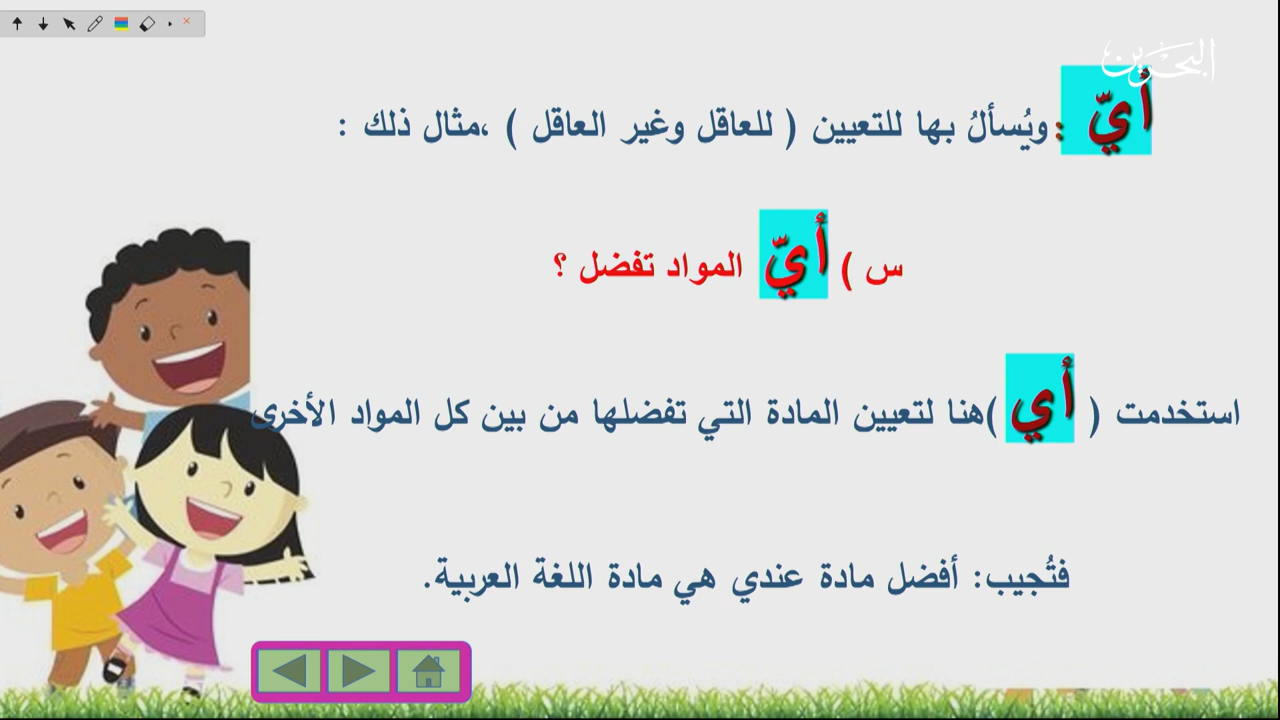 البحرين
أيّ : ويُسألُ بها للتعيين ( للعاقل وغير العاقل ) ،مثال ذلك :
س ) أيّ المواد تفضل ؟
استخدمت ( أي )هنا لتعيين المادة التي تفضلها من بين كل المواد الأخرى
فتُجيب: أفضل مادة عندي هي مادة اللغة العربية.